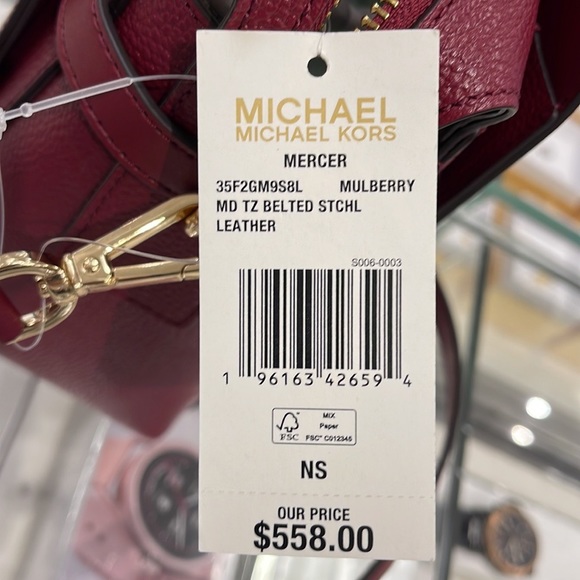 MICHAEL
MICHAEL KORS
MERCER
35F2GM9S8L MULBERRY
MD TZ BELTED STCHL
LEATHER
S006-0003
1 96163 42659 4
FSC
MIX
Paper
FSC® C012345
NS
OUR PRICE
$558.00